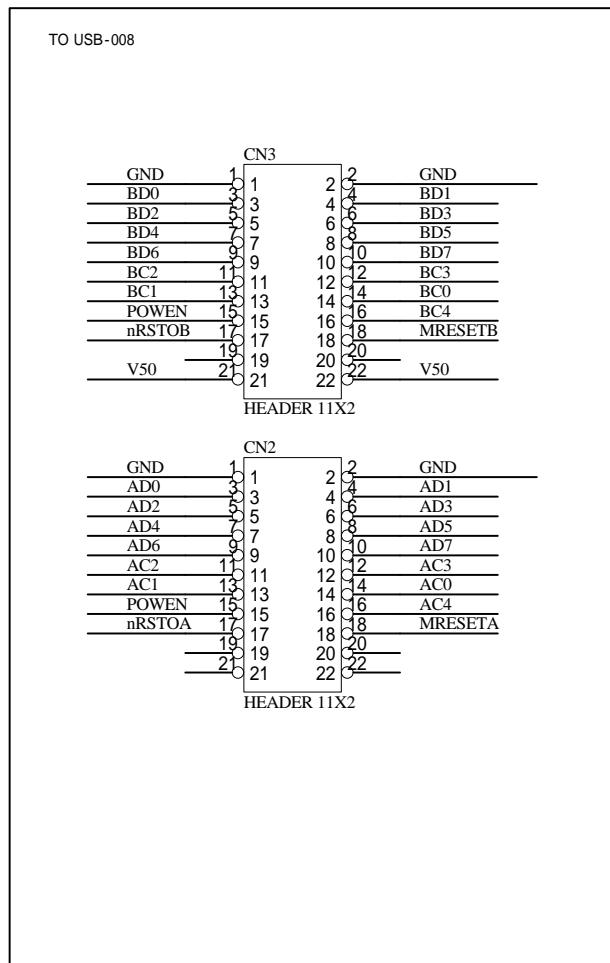 TO USB-008
CN3
GND 1 1 2 2 GND
BD0 3 3 4 4 BD1
BD2 5 5 6 6 BD3
BD4 7 7 8 8 BD5
BD6 9 9 10 10 BD7
BC2 11 11 12 12 BC3
BC1 13 13 14 14 BC0
POWEN 15 15 16 16 BC4
nRSTOB 17 17 18 18 MRESETB
19 19 20 20
V50 21 21 22 22 V50
HEADER 11X2
CN2
GND 1 1 2 2 GND
AD0 3 3 4 4 AD1
AD2 5 5 6 6 AD3
AD4 7 7 8 8 AD5
AD6 9 9 10 10 AD7
AC2 11 11 12 12 AC3
AC1 13 13 14 14 AC0
POWEN 15 15 16 16 AC4
nRSTOA 17 17 18 18 MRESETA
19 19 20 20
21 21 22 22
HEADER 11X2